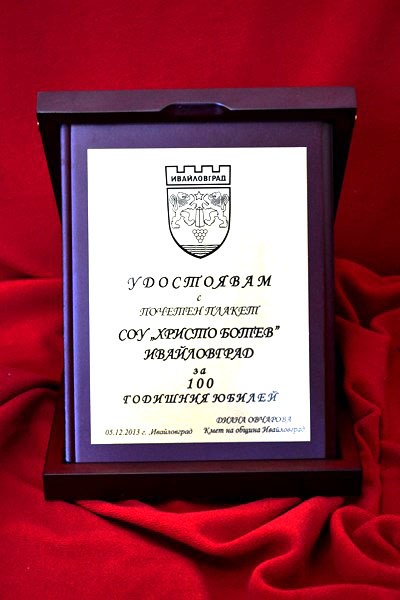 ИВАЙЛОВГРАД
УДОСТОЯВАМ
с
ПОЧЕТЕН ПЛАКЕТ
СОУ „ХРИСТО БОТЕВ”
ИВАЙЛОВГРАД
за
100
ГОДИШНИЯ ЮБИЛЕЙ
ДИАНА ОВЧАРОВА
05.12.2013 г. ,Ивайловград Кмет на община Ивайловград